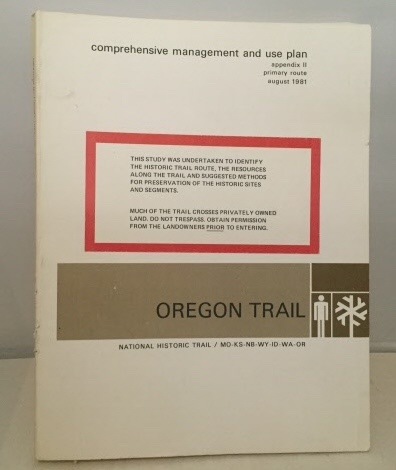 comprehensive management and use plan
appendix II
primary route
august 1981
THIS STUDY WAS UNDERTAKEN TO IDENTIFY
THE HISTORIC TRAIL ROUTE, THE RESOURCES
ALONG THE TRAIL AND SUGGESTED METHODS
FOR PRESERVATION OF THE HISTORIC SITES
AND SEGMENTS.
MUCH OF THE TRAIL CROSSES PRIVATELY OWNED
LAND. DO NOT TRESPASS. OBTAIN PERMISSION
FROM THE LANDOWNERS PRIOR TO ENTERING.
OREGON TRAIL
NATIONAL HISTORIC TRAIL / MO-KS-NB-WY-ID-WA-OR